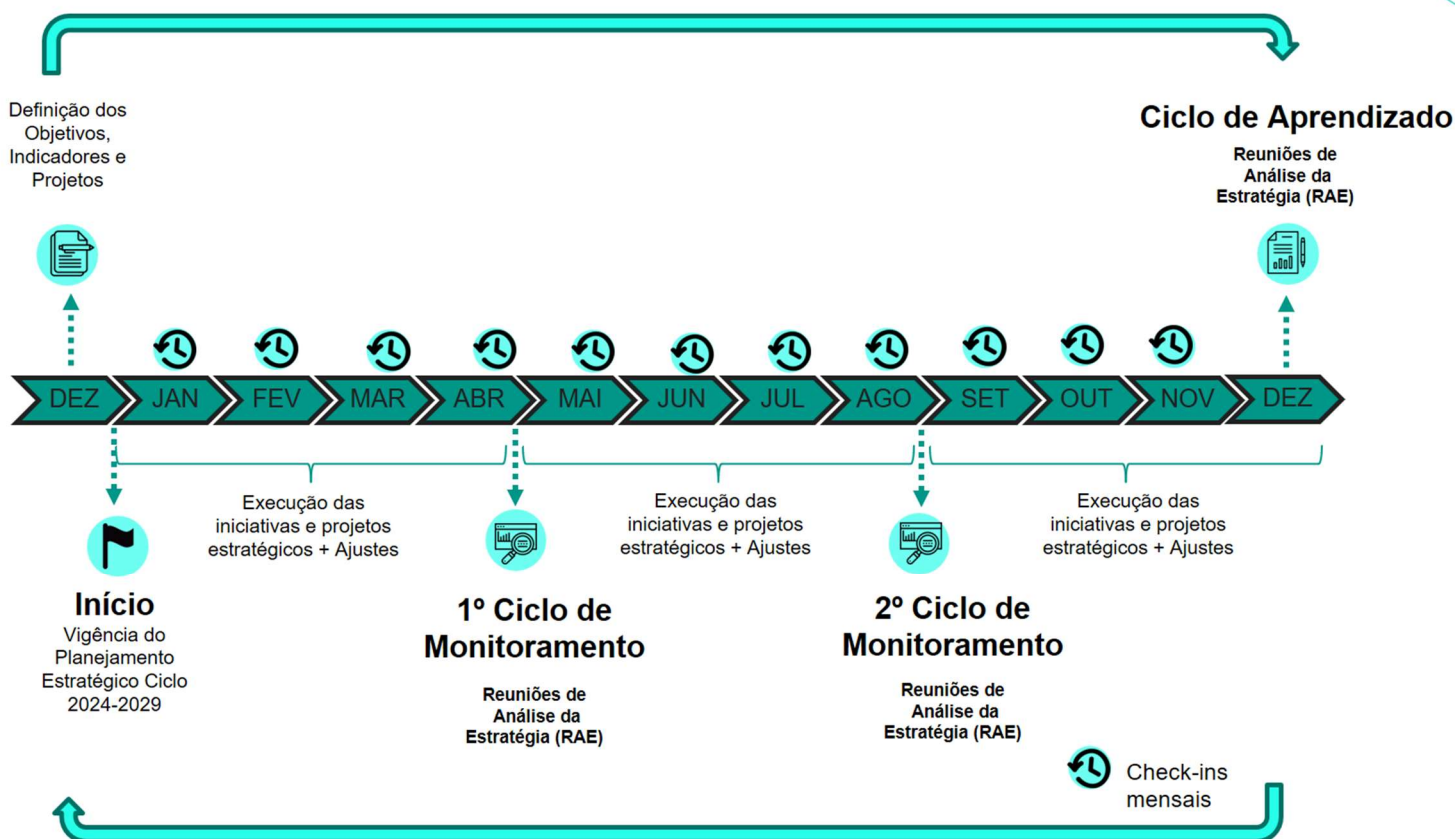 Definição dos
Objetivos,
Indicadores e
Projetos
Ciclo de Aprendizado
Reuniões de
Análise da
Estratégia (RAE)
DEZ
JAN
FEV
MAR
ABR
MAI
JUN
JUL
AGO
SET
OUT
NOV
DEZ
Execução das
iniciativas e projetos
estratégicos + Ajustes
Execução das
iniciativas e projetos
estratégicos + Ajustes
Execução das
iniciativas e projetos
estratégicos + Ajustes
Início
Vigência do
Planejamento
Estratégico Ciclo
2024-2029
1º Ciclo de
Monitoramento
Reuniões de
Análise da
Estratégia (RAE)
2º Ciclo de
Monitoramento
Reuniões de
Análise da
Estratégia (RAE)
Check-ins
mensais